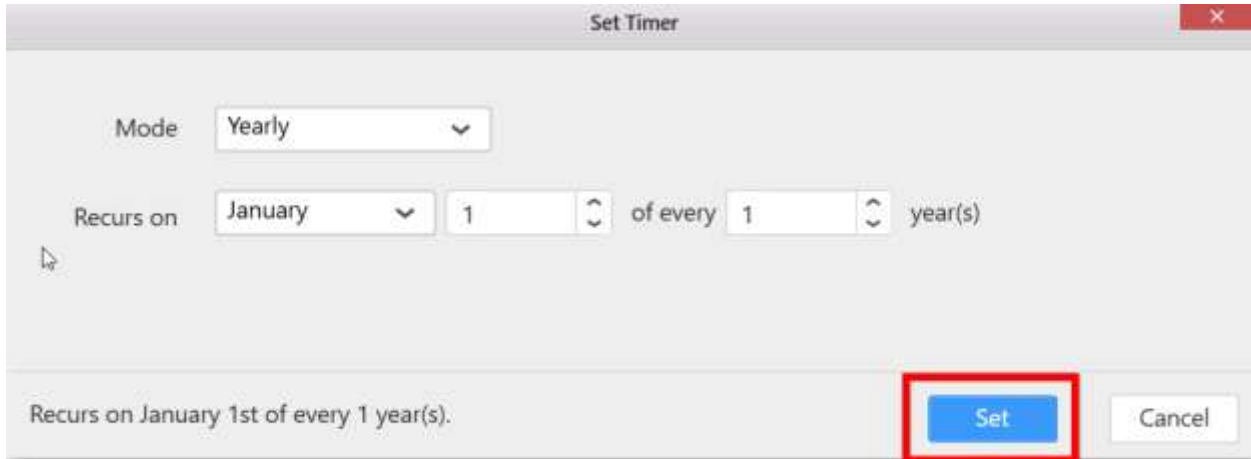 Set Timer
Mode Yearly
Recurs on January 1 of every 1 year(s)
Recurs on January 1st of every 1 year(s). Set Cancel